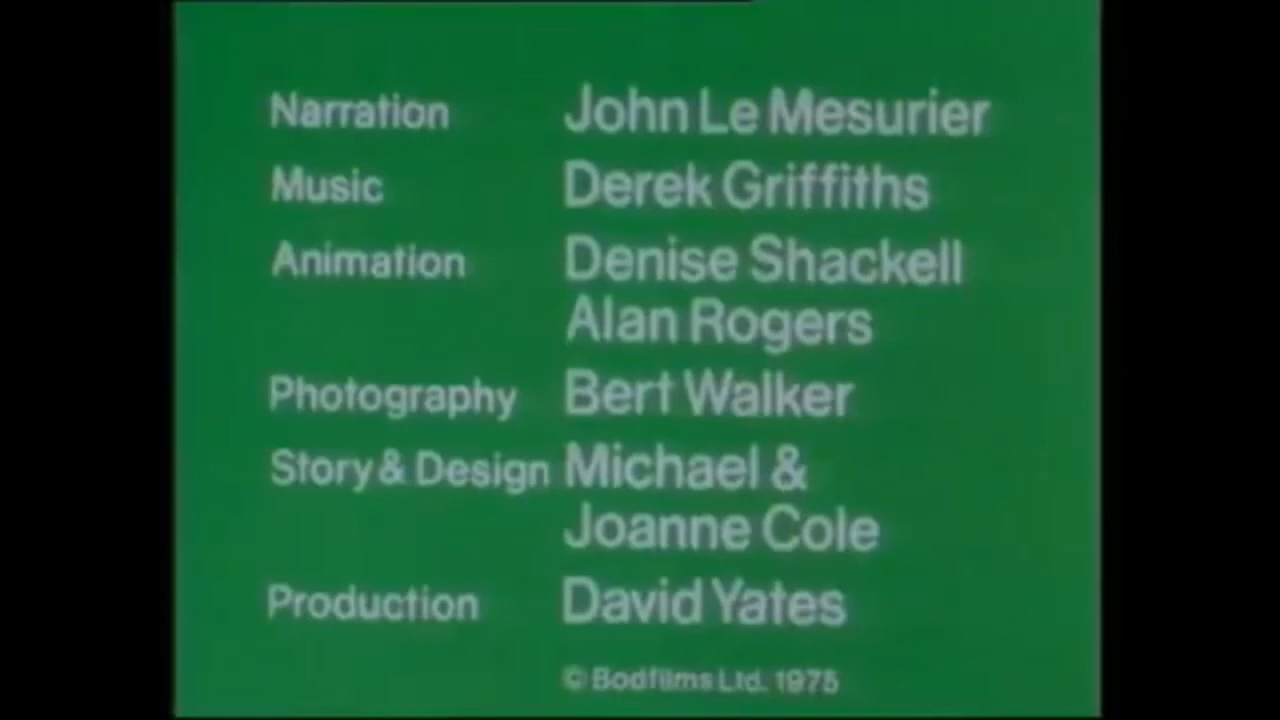 Narration John Le Mesurier
Music Derek Griffiths
Animation Denise Shackell
Alan Rogers
Photography Bert Walker
Story & Design Michael &
Joanne Cole
Production David Yates
© Bodfilms Ltd. 1975